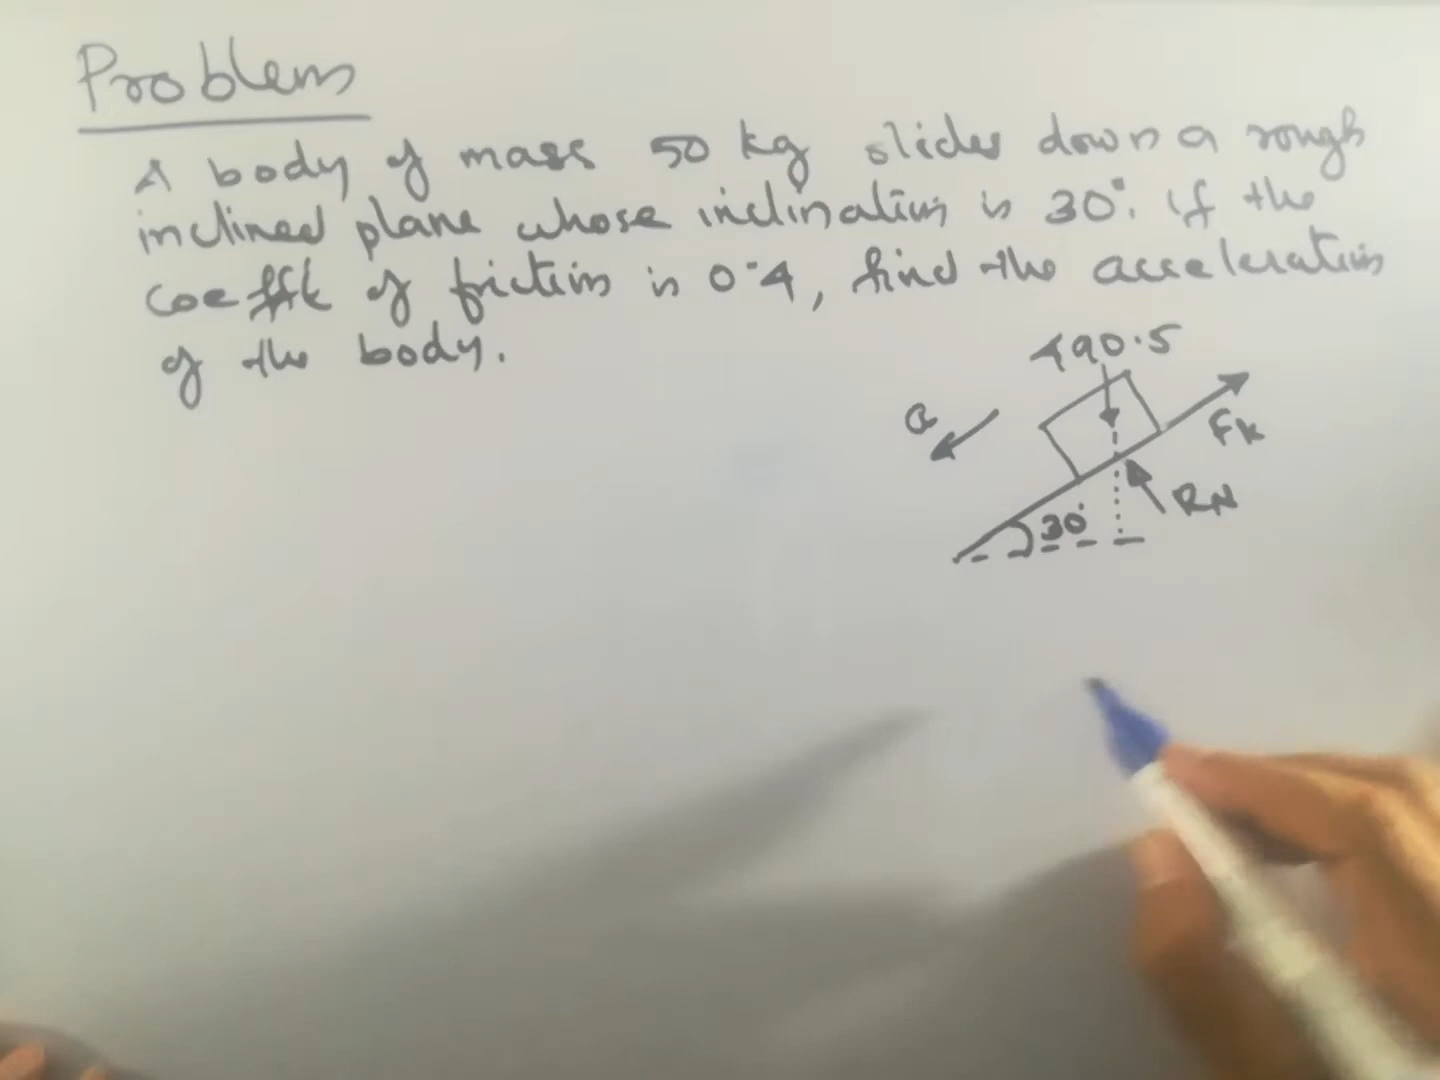 Problem
A body of mass 50 kg slides down a rough
inclined plane whose inclination is 30°. If the
coefft of friction is 0.4, find the acceleration
of the body.
490.5
a
Fk
RN
30°